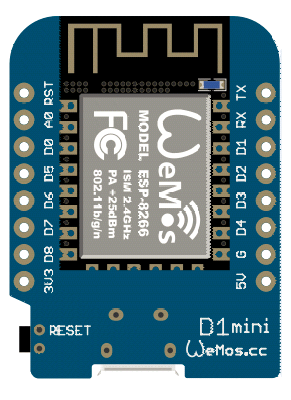 RST
A0
D0
D5
D6
D7
D8
3V3
TX
RX
D1
D2
D3
D4
G
5V
WeMos
MODEL ESP-8266
ISM 2.4GHz
PA +25dBm
802.11b/g/n
FC
RESET
D1mini
WeMos.cc